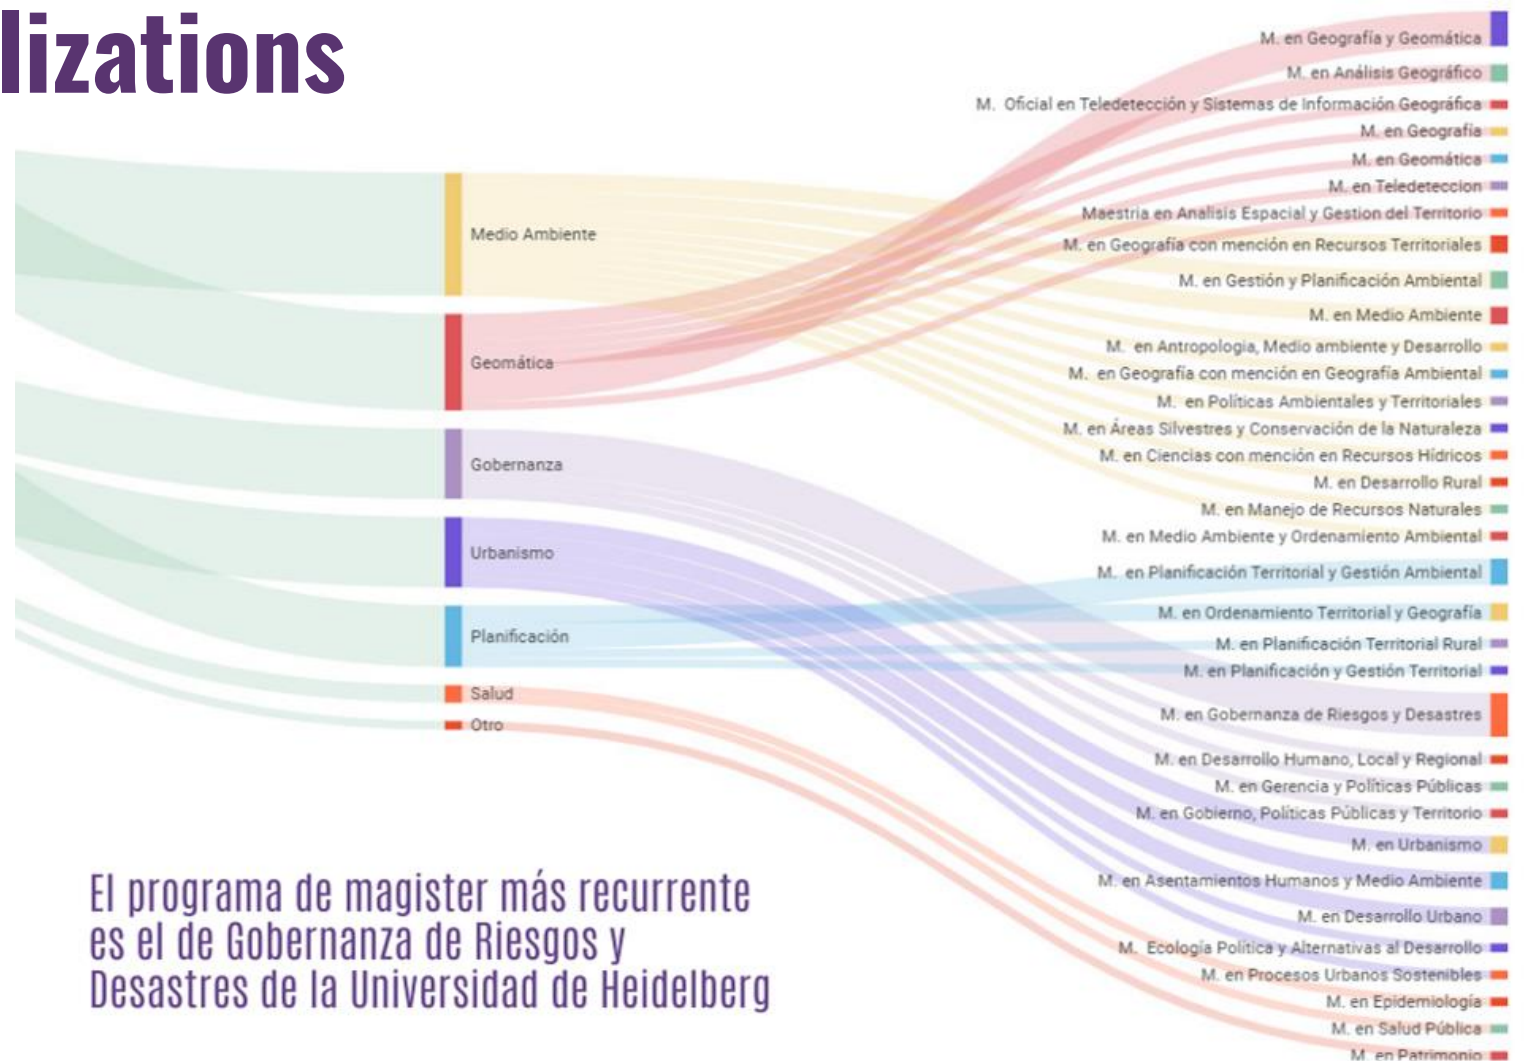 lizations
Medio Ambiente
Geomática
Gobernanza
Urbanismo
Planificación
Salud
Otro
M. en Geografía y Geomática
M. en Análisis Geográfico
M. Oficial en Teledetección y Sistemas de Información Geográfica
M. en Geografía
M. en Geomática
M. en Teledeteccion
Maestria en Analisis Espacial y Gestion del Territorio
M. en Geografía con mención en Recursos Territoriales
M. en Gestión y Planificación Ambiental
M. en Medio Ambiente
M. en Antropologia, Medio ambiente y Desarrollo
M. en Geografía con mención en Geografía Ambiental
M. en Políticas Ambientales y Territoriales
M. en Áreas Silvestres y Conservación de la Naturaleza
M. en Ciencias con mención en Recursos Hídricos
M. en Desarrollo Rural
M. en Manejo de Recursos Naturales
M. en Medio Ambiente y Ordenamiento Ambiental
M. en Planificación Territorial y Gestión Ambiental
M. en Ordenamiento Territorial y Geografía
M. en Planificación Territorial Rural
M. en Planificación y Gestión Territorial
M. en Gobernanza de Riesgos y Desastres
M. en Desarrollo Humano, Local y Regional
M. en Gerencia y Políticas Públicas
M. en Gobierno, Políticas Públicas y Territorio
M. en Urbanismo
M. en Asentamientos Humanos y Medio Ambiente
M. en Desarrollo Urbano
M. Ecología Política y Alternativas al Desarrollo
M. en Procesos Urbanos Sostenibles
M. en Epidemiología
M. en Salud Pública
M. en Patrimonio
El programa de magister más recurrente
es el de Gobernanza de Riesgos y
Desastres de la Universidad de Heidelberg